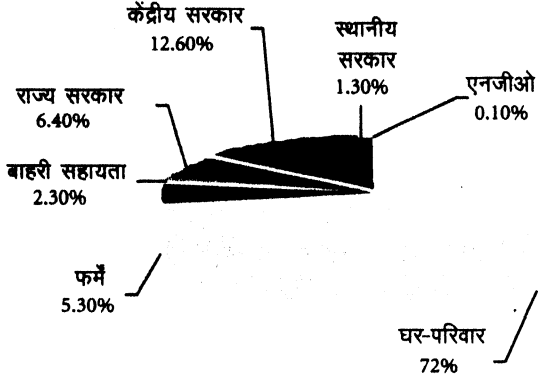 केंद्रीय सरकार
12.60%
स्थानीय
सरकार
1.30%
एनजीओ
0.10%
राज्य सरकार
6.40%
बाहरी सहायता
2.30%
फर्में
5.30%
घर-परिवार
72%